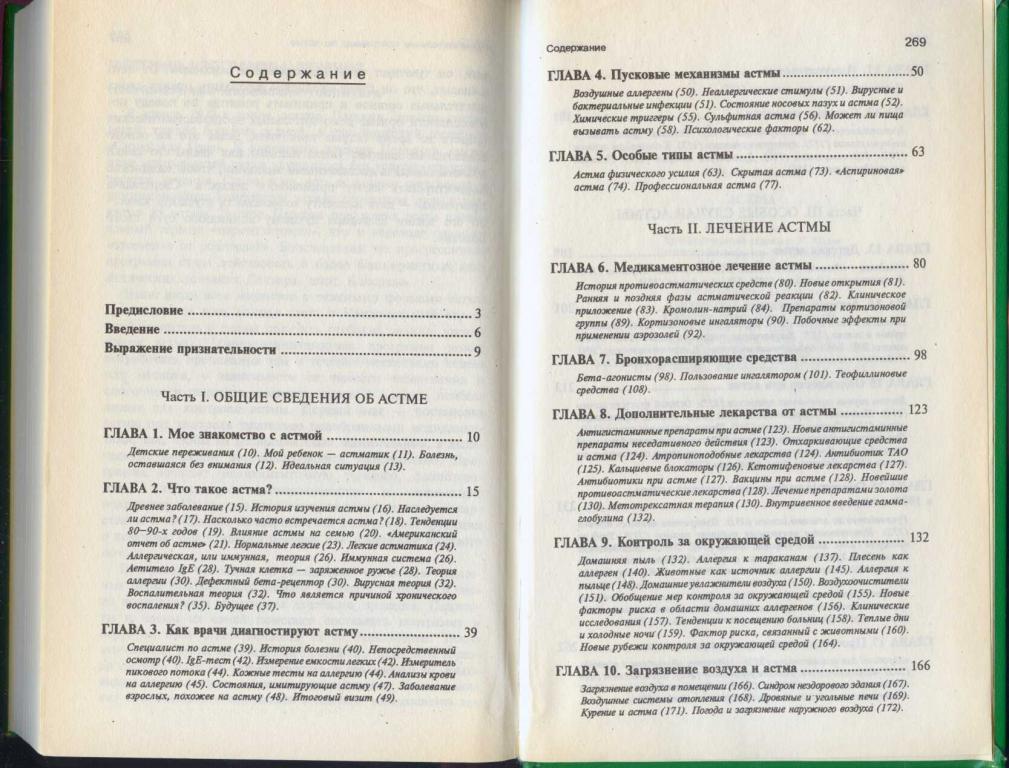 Содержание
Предисловие ........ 3
Введение ........ 6
Выражение признательности ........ 9
Часть I. ОБЩИЕ СВЕДЕНИЯ ОБ АСТМЕ
ГЛАВА 1. Мое знакомство с астмой ........ 10
Детские переживания (10). Мой ребенок — астматик (11). Болезнь,
оставшаяся без внимания (12). Идеальная ситуация (13).
ГЛАВА 2. Что такое астма? ........ 15
Древнее заболевание (15). История изучения астмы (16). Наследуется
ли астма? (17). Насколько часто встречается астма? (18). Тенденции
80—90-х годов (19). Влияние астмы на семью (20). «Американский
отчет об астме» (21). Нормальные легкие (23). Легкие астматика (24).
Аллергическая, или иммунная, теория (26). Иммунная система (26).
Аетитело IgE (28). Тучная клетка — заряженное ружье (28). Теория
аллергии (30). Дефектный бета-рецептор (30). Вирусная теория (32).
Воспалительная теория (32). Что является причиной хронического
воспаления? (35). Будущее (37).
ГЛАВА 3. Как врачи диагностируют астму ........ 39
Специалист по астме (39). История болезни (40). Непосредственный
осмотр (40). IgE-тест (42). Измерение емкости легких (42). Измеритель
пикового потока (44). Кожные тесты на аллергию (44). Анализы крови
на аллергию (45). Состояния, имитирующие астму (47). Заболевание
взрослых, похожее на астму (48). Итоговый визит (49).
Содержание 269
ГЛАВА 4. Пусковые механизмы астмы ........ 50
Воздушные аллергены (50). Неаллергические стимулы (51). Вирусные и
бактериальные инфекции (51). Состояние носовых пазух и астма (52).
Химические триггеры (55). Сульфитная астма (56). Может ли пища
вызывать астму (58). Психологические факторы (62).
ГЛАВА 5. Особые типы астмы ........ 63
Астма физического усилия (63). Скрытая астма (73). «Аспириновая»
астма (74). Профессиональная астма (77).
Часть II. ЛЕЧЕНИЕ АСТМЫ
ГЛАВА 6. Медикаментозное лечение астмы ........ 80
История противоастматических средств (80). Новые открытия (81).
Ранняя и поздняя фазы астматической реакции (82). Клиническое
приложение (83). Кромолин-натрий (84). Препараты кортизоновой
группы (89). Кортизоновые ингаляторы (90). Побочные эффекты при
применении аэрозолей (92).
ГЛАВА 7. Бронхорасширяющие средства ........ 98
Бета-агонисты (98). Пользование ингалятором (101). Теофиллиновые
средства (108).
ГЛАВА 8. Дополнительные лекарства от астмы ........ 123
Антигистаминные препараты при астме (123). Новые антигистаминные
препараты неседативного действия (123). Отхаркивающие средства
и астма (124). Атропиноподобные лекарства (124). Антибиотик ТАО
(125). Кальциевые блокаторы (126). Кетотифеновые лекарства (127).
Антибиотики при астме (127). Вакцины при астме (128). Новейшие
противоастматические лекарства (128). Лечение препаратами золота
(130). Метотрексатная терапия (130). Внутривенное введение гамма-
глобулина (132).
ГЛАВА 9. Контроль за окружающей средой ........ 132
Домашняя пыль (132). Аллергия к тараканам (137). Плесень как
аллерген (140). Животные как источник аллергии (145). Аллергия к
пыльце (148). Домашние увлажнители воздуха (150). Воздухоочистители
(151). Обобщение мер контроля за окружающей средой (155). Новые
факторы риска в области домашних аллергенов (156). Клинические
исследования (157). Тенденции к посещению больниц (158). Теплые дни
и холодные ночи (159). Фактор риска, связанный с животными (160).
Новые рубежи контроля за окружающей средой (164).
ГЛАВА 10. Загрязнение воздуха и астма ........ 166
Загрязнение воздуха в помещении (166). Синдром нездорового здания (167).
Воздушные системы отопления (168). Дровяные и угольные печи (169).
Курение и астма (171). Погода и загрязнение наружного воздуха (172).